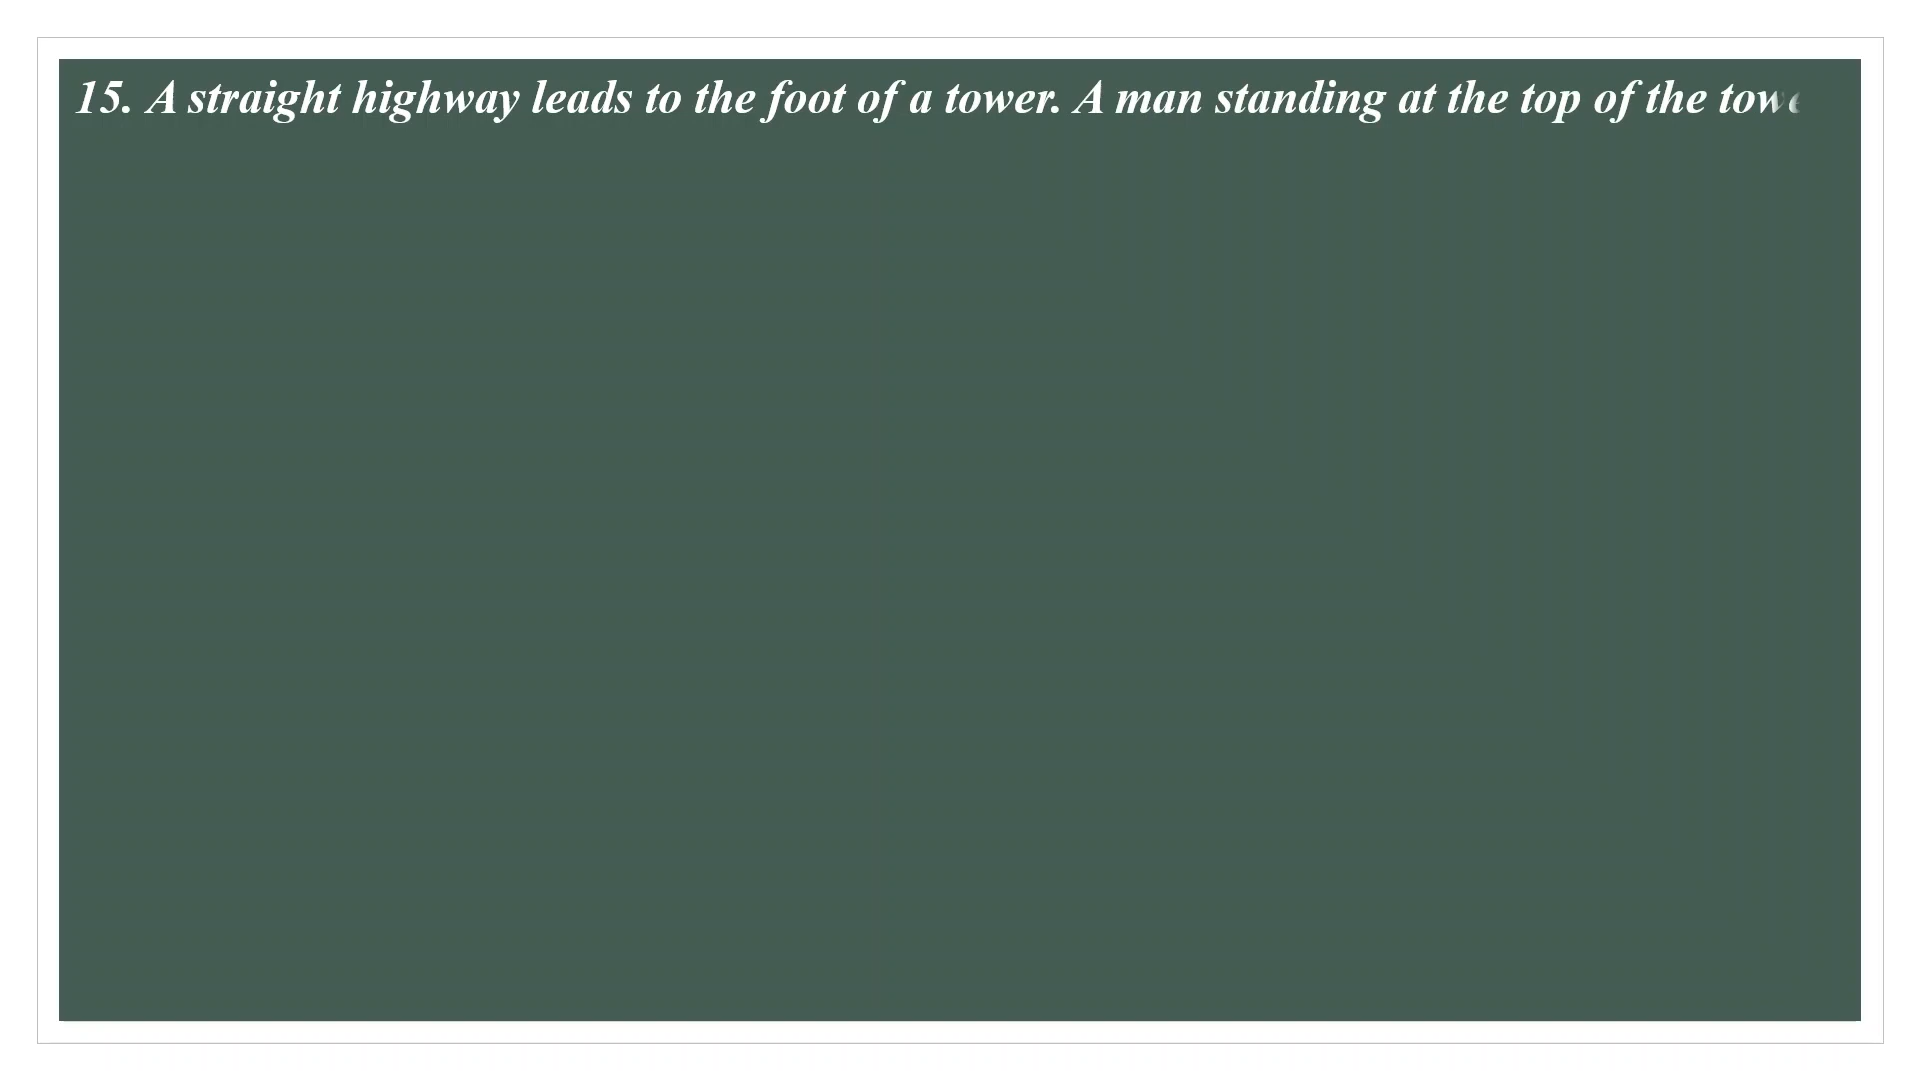 15. A straight highway leads to the foot of a tower. A man standing at the top of the